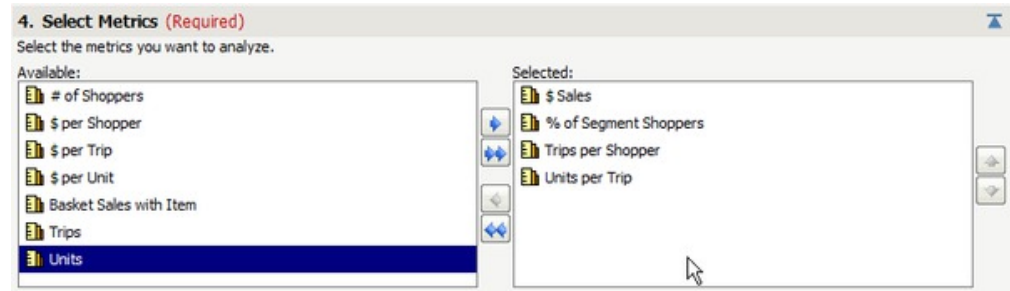 4. Select Metrics (Required)
Select the metrics you want to analyze.
Available:
# of Shoppers
$ per Shopper
$ per Trip
$ per Unit
Basket Sales with Item
Trips
Units
Selected:
$ Sales
% of Segment Shoppers
Trips per Shopper
Units per Trip